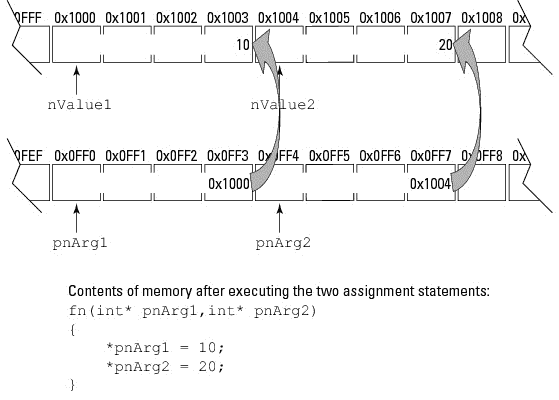 0FFF 0x1000 0x1001 0x1002 0x1003 0x1004 0x1005 0x1006 0x1007 0x1008 0x
10 20
nValue1 nValue2
0FEF 0x0FF0 0x0FF1 0x0FF2 0x0FF3 0x0FF4 0x0FF5 0x0FF6 0x0FF7 0x0FF8 0x
0x1000 0x1004
pnArg1 pnArg2
Contents of memory after executing the two assignment statements:
fn(int* pnArg1,int* pnArg2)
{
*pnArg1 = 10;
*pnArg2 = 20;
}